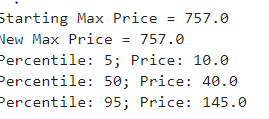 Starting Max Price = 757.0
New Max Price = 757.0
Percentile: 5; Price: 10.0
Percentile: 50; Price: 40.0
Percentile: 95; Price: 145.0